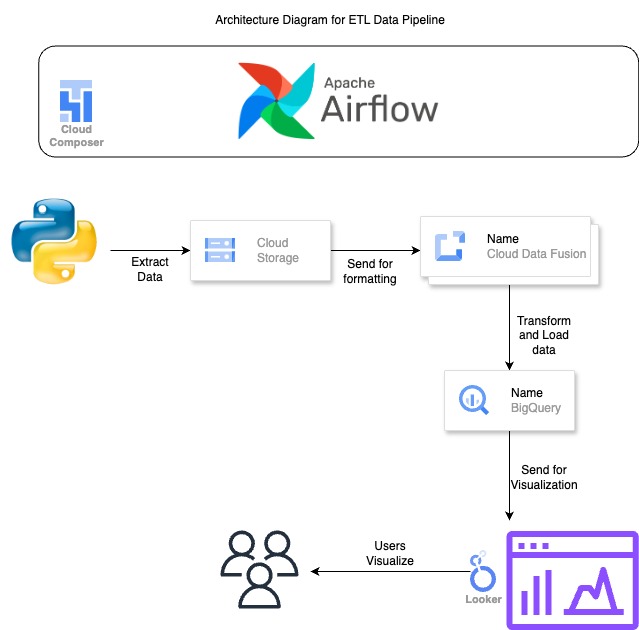 Architecture Diagram for ETL Data Pipeline
Cloud
Composer
Apache
Airflow
Extract
Data
Cloud
Storage
Send for
formatting
Name
Cloud Data Fusion
Transform
and Load
data
Name
BigQuery
Send for
Visualization
Users
Visualize
Looker